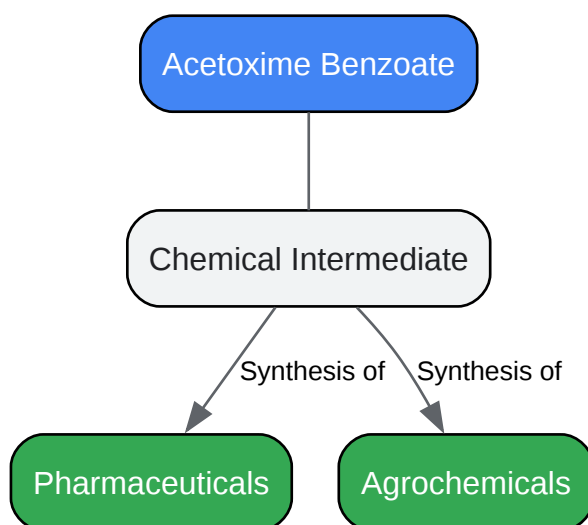 Acetoxime Benzoate
Chemical Intermediate
Synthesis of Synthesis of
Pharmaceuticals Agrochemicals